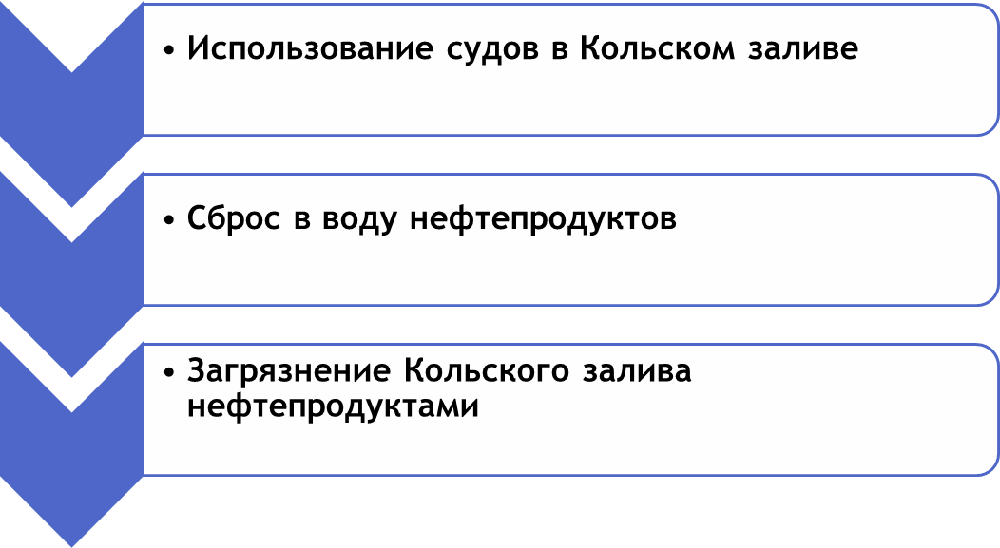 • Использование судов в Кольском заливе
• Сброс в воду нефтепродуктов
• Загрязнение Кольского залива
нефтепродуктами